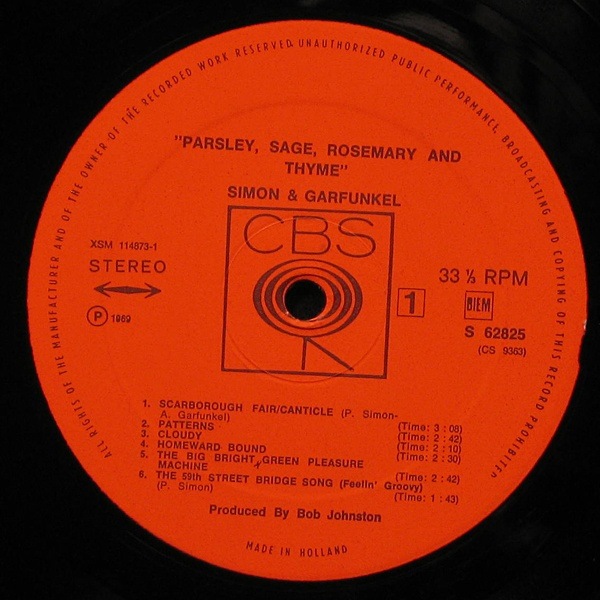 ALL RIGHTS OF THE MANUFACTURER AND OF THE OWNER OF THE RECORDED WORK RESERVED. UNAUTHORIZED PUBLIC PERFORMANCE, BROADCASTING AND COPYING OF THIS RECORD PROHIBITED
"PARSLEY, SAGE, ROSEMARY AND
THYME"
SIMON & GARFUNKEL
CBS
XSM 114873-1
STEREO
33 ⅓ RPM
1
BIEM
Ⓟ 1969
S 62825
(CS 9363)
1. SCARBOROUGH FAIR/CANTICLE (P. Simon-
A. Garfunkel) (Time: 3:08)
2. PATTERNS (Time: 2:42)
3. CLOUDY (Time: 2:10)
4. HOMEWARD BOUND (Time: 2:30)
5. THE BIG BRIGHT GREEN PLEASURE
MACHINE (Time: 2:42)
6. THE 59th STREET BRIDGE SONG (Feelin' Groovy)
(P. Simon) (Time: 1:43)
Produced By Bob Johnston
MADE IN HOLLAND